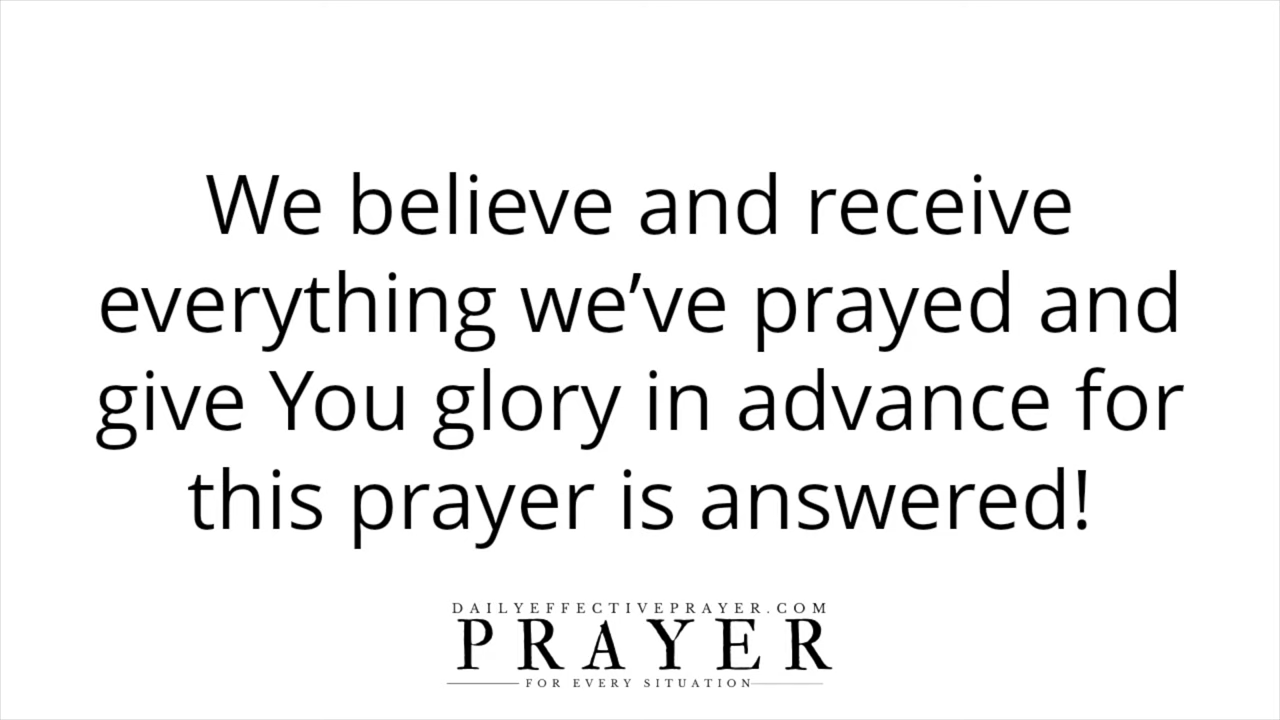 We believe and receive
everything we’ve prayed and
give You glory in advance for
this prayer is answered!
DAILYEFFECTIVEPRAYER.COM
PRAYER
FOR EVERY SITUATION